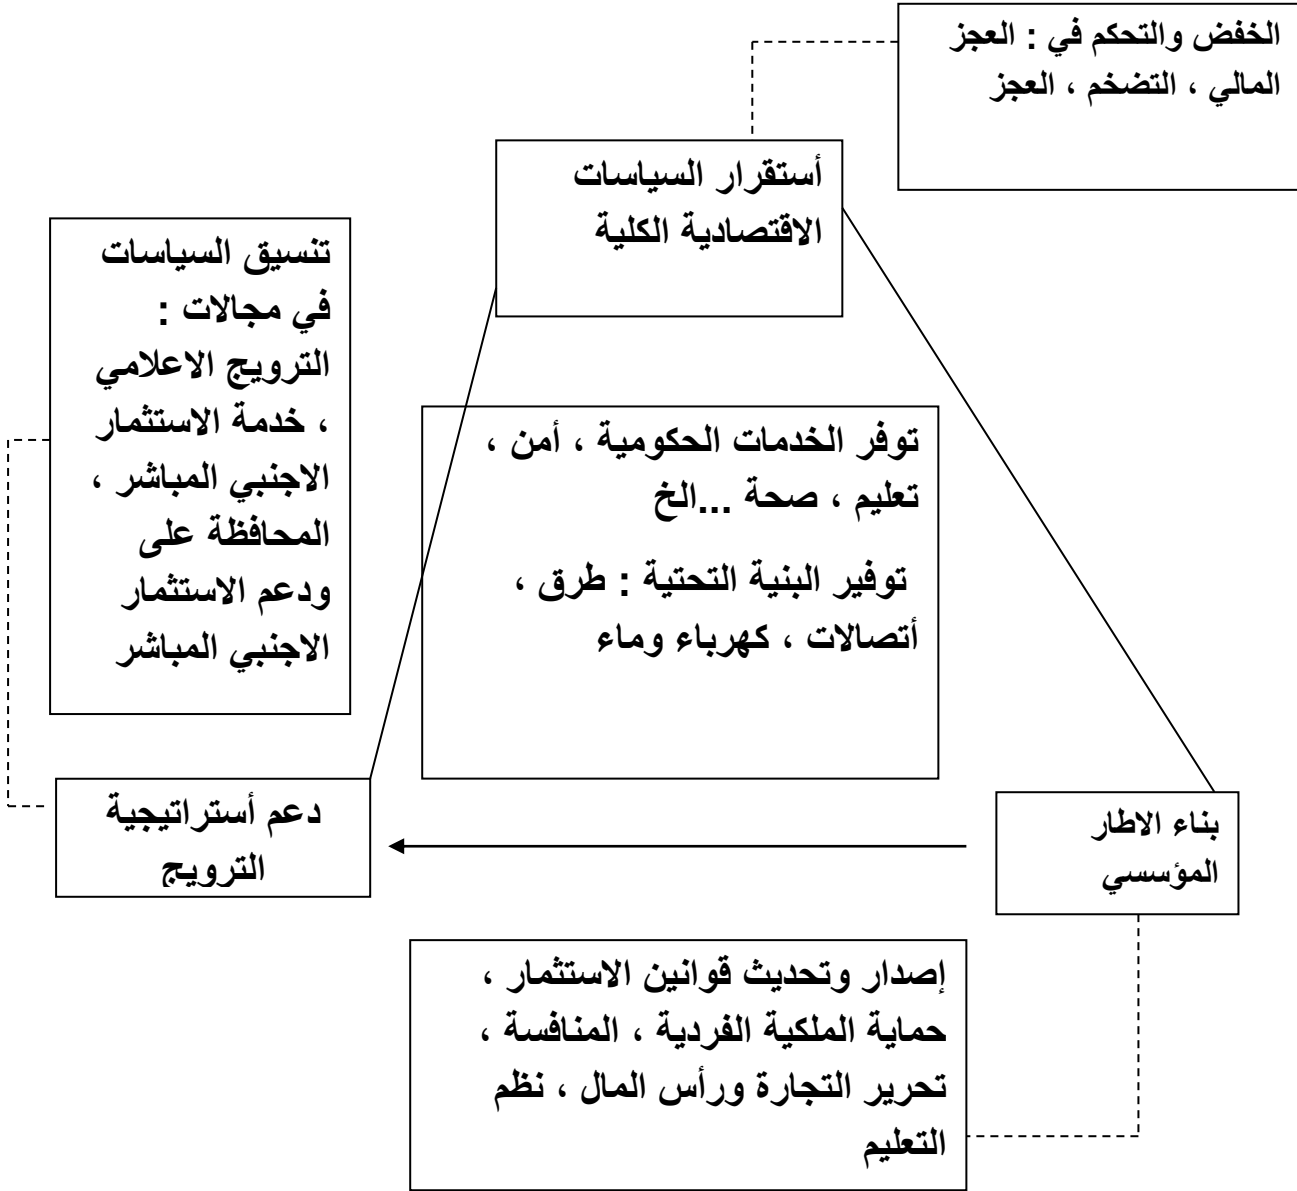 الخفض والتحكم في : العجز
المالي ، التضخم ، العجز
أستقرار السياسات
الاقتصادية الكلية
تنسيق السياسات
في مجالات :
الترويج الاعلامي
، خدمة الاستثمار
الاجنبي المباشر ،
المحافظة على
ودعم الاستثمار
الاجنبي المباشر
توفر الخدمات الحكومية ، أمن ،
تعليم ، صحة ...الخ
توفير البنية التحتية : طرق ،
أتصالات ، كهرباء وماء
بناء الاطار
المؤسسي
دعم أستراتيجية
الترويج
إصدار وتحديث قوانين الاستثمار ،
حماية الملكية الفردية ، المنافسة ،
تحرير التجارة ورأس المال ، نظم
التعليم